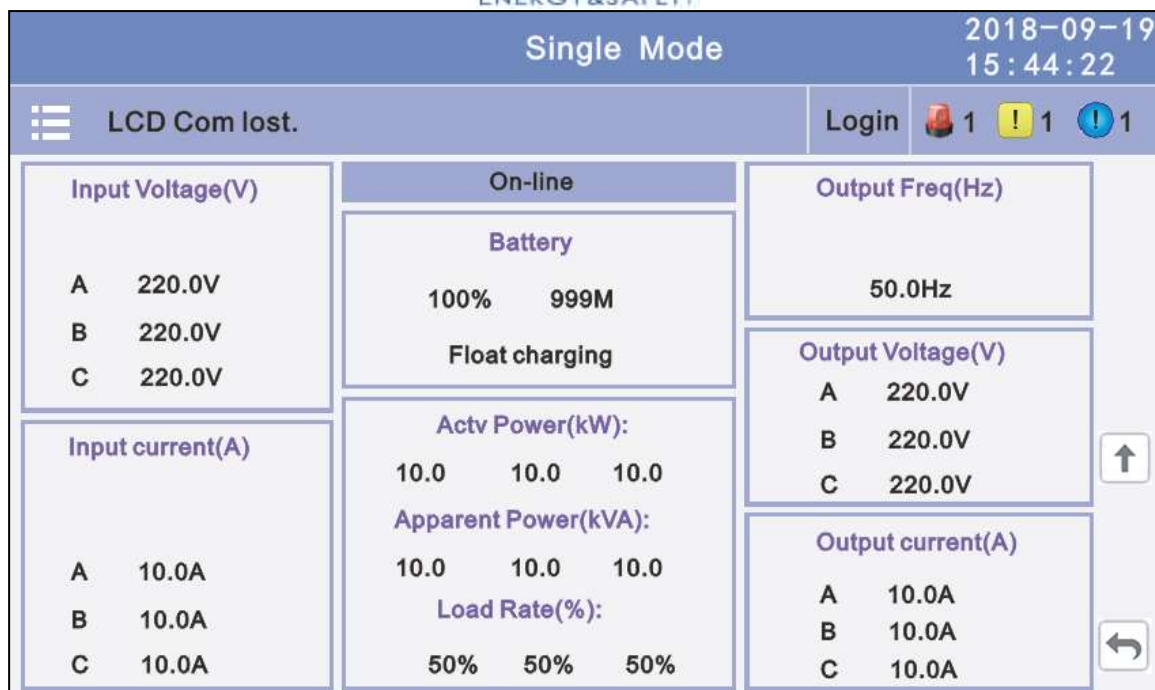 ENERGY&SAFETY
Single Mode
2018-09-19
15:44:22
LCD Com lost.
Login
1
! 1
! 1
Input Voltage(V)
A 220.0V
B 220.0V
C 220.0V
Input current(A)
A 10.0A
B 10.0A
C 10.0A
On-line
Battery
100% 999M
Float charging
Actv Power(kW):
10.0 10.0 10.0
Apparent Power(kVA):
10.0 10.0 10.0
Load Rate(%):
50% 50% 50%
Output Freq(Hz)
50.0Hz
Output Voltage(V)
A 220.0V
B 220.0V
C 220.0V
Output current(A)
A 10.0A
B 10.0A
C 10.0A